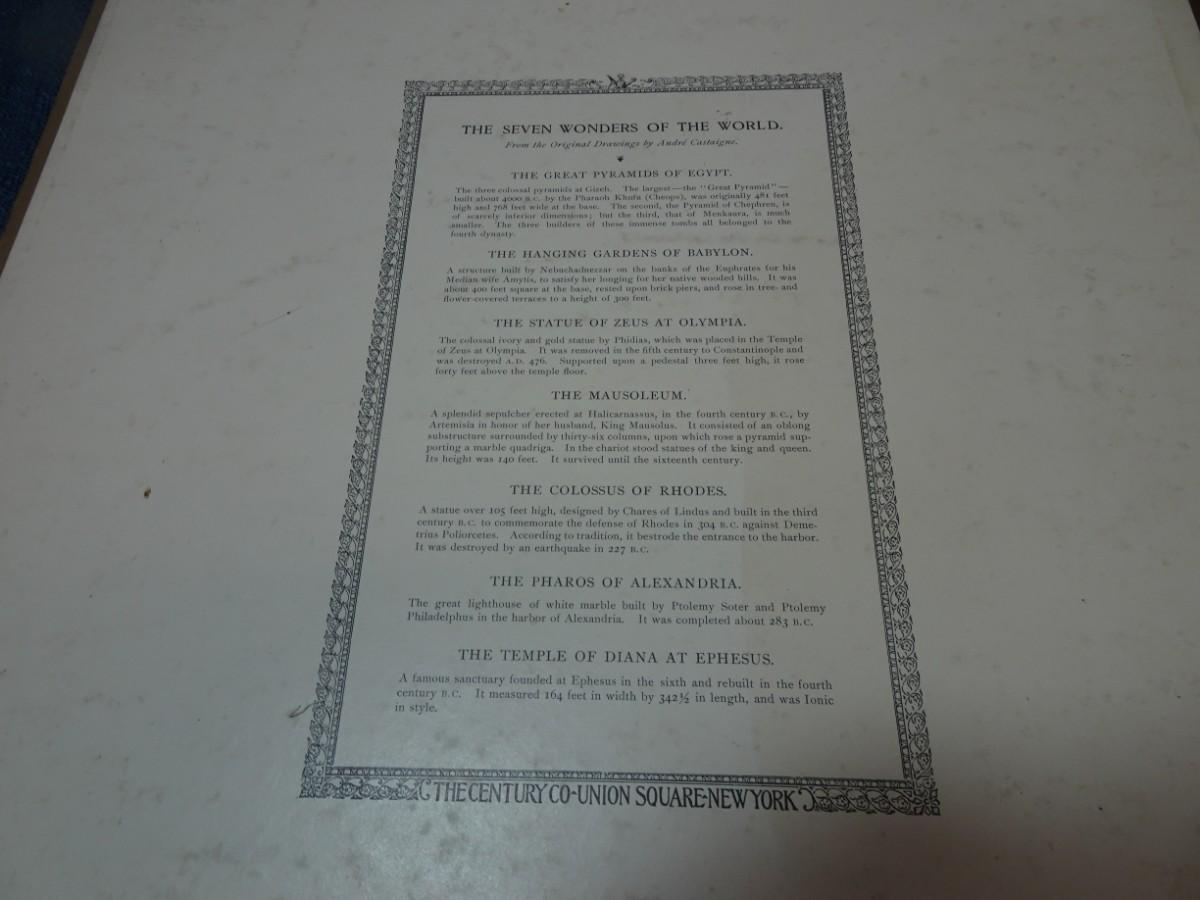 THE SEVEN WONDERS OF THE WORLD.
From the Original Drawings by André Castaigne.
THE GREAT PYRAMIDS OF EGYPT.
The three colossal pyramids at Gizeh. The largest—the "Great Pyramid"—
built about 4000 B.C. by the Pharaoh Khufu (Cheops), was originally 481 feet
high and 768 feet wide at the base. The second, the Pyramid of Chephren, is
of scarcely inferior dimensions; but the third, that of Menkaura, is much
smaller. The three builders of these immense tombs all belonged to the
fourth dynasty.
THE HANGING GARDENS OF BABYLON.
A structure built by Nebuchadnezzar on the banks of the Euphrates for his
Median wife Amytis, to satisfy her longing for her native wooded hills. It was
about 400 feet square at the base, rested upon brick piers, and rose in tree- and
flower-covered terraces to a height of 300 feet.
THE STATUE OF ZEUS AT OLYMPIA.
The colossal ivory and gold statue by Phidias, which was placed in the Temple
of Zeus at Olympia. It was removed in the fifth century to Constantinople and
was destroyed A.D. 476. Supported upon a pedestal three feet high, it rose
forty feet above the temple floor.
THE MAUSOLEUM.
A splendid sepulcher erected at Halicarnassus, in the fourth century B.C., by
Artemisia in honor of her husband, King Mausolus. It consisted of an oblong
substructure surrounded by thirty-six columns, upon which rose a pyramid sup-
porting a marble quadriga. In the chariot stood statues of the king and queen.
Its height was 140 feet. It survived until the sixteenth century.
THE COLOSSUS OF RHODES.
A statue over 105 feet high, designed by Chares of Lindus and built in the third
century B.C. to commemorate the defense of Rhodes in 304 B.C. against Deme-
trius Poliorcetes. According to tradition, it bestrode the entrance to the harbor.
It was destroyed by an earthquake in 227 B.C.
THE PHAROS OF ALEXANDRIA.
The great lighthouse of white marble built by Ptolemy Soter and Ptolemy
Philadelphus in the harbor of Alexandria. It was completed about 283 B.C.
THE TEMPLE OF DIANA AT EPHESUS.
A famous sanctuary founded at Ephesus in the sixth and rebuilt in the fourth
century B.C. It measured 164 feet in width by 342½ in length, and was Ionic
in style.
THE CENTURY CO-UNION SQUARE-NEW YORK